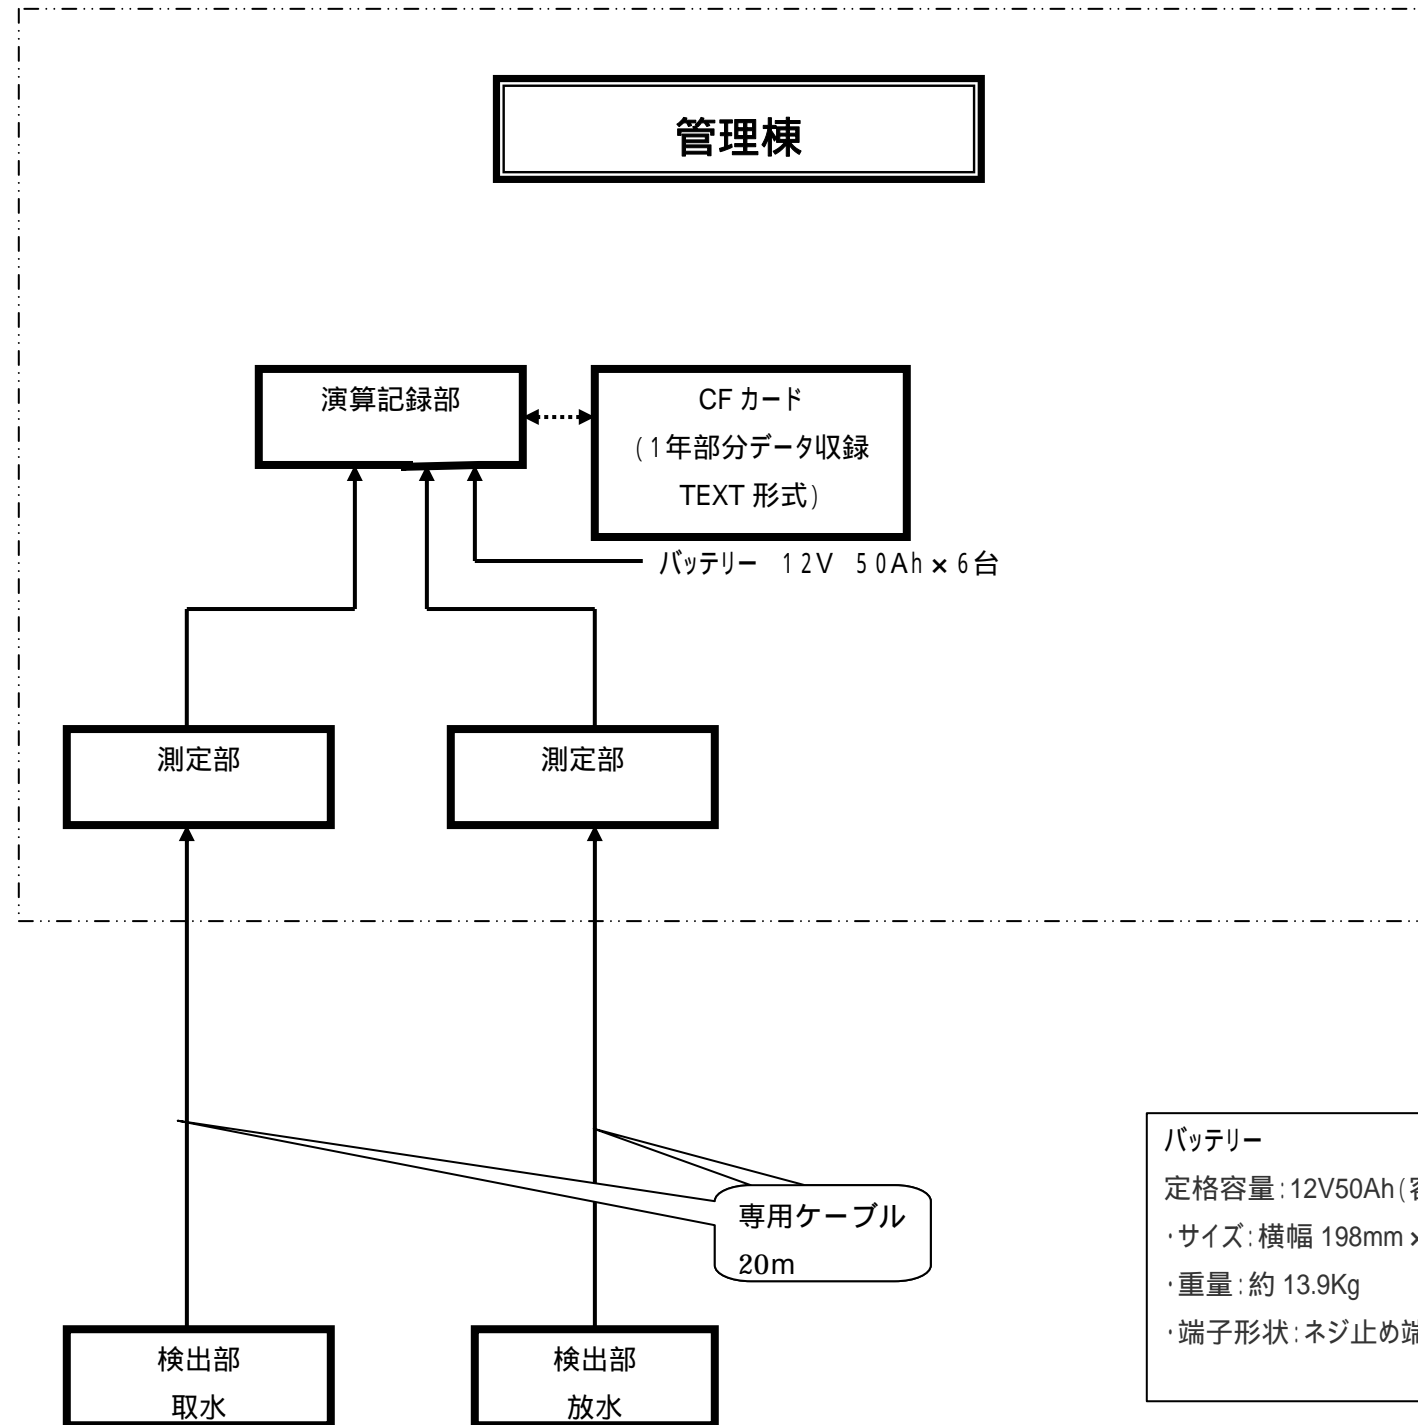 管理棟
演算記録部
CF カード
(1年部分データ収録
TEXT 形式)
バッテリー 12V 50Ah×6台
測定部
測定部
専用ケーブル
20m
検出部
取水
検出部
放水
バッテリー
定格容量:12V50Ah(
・サイズ:横幅 198mm×
・重量:約 13.9Kg
・端子形状:ネジ止め